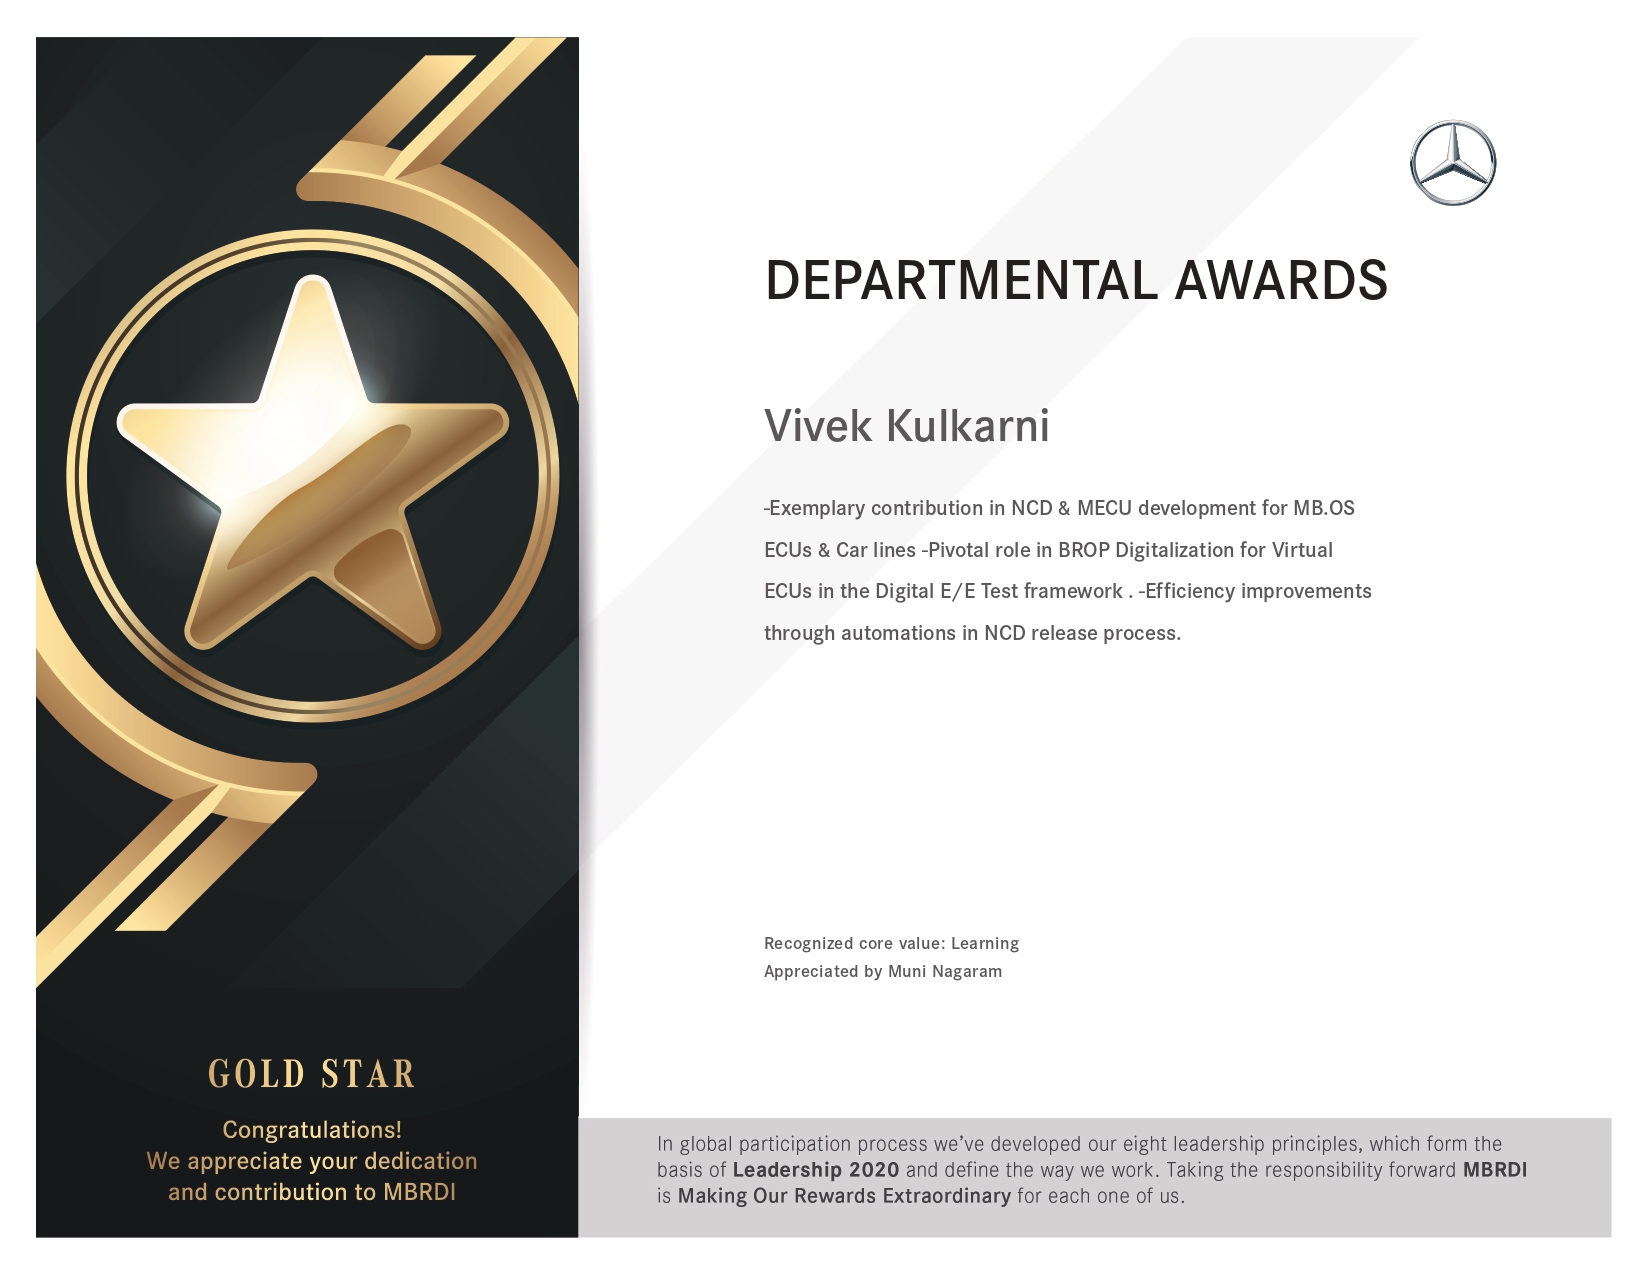 DEPARTMENTAL AWARDS
Vivek Kulkarni
-Exemplary contribution in NCD & MECU development for MB.OS
ECUs & Car lines -Pivotal role in BROP Digitalization for Virtual
ECUs in the Digital E/E Test framework . -Efficiency improvements
through automations in NCD release process.
Recognized core value: Learning
Appreciated by Muni Nagaram
GOLD STAR
Congratulations!
We appreciate your dedication
and contribution to MBRDI
In global participation process we’ve developed our eight leadership principles, which form the
basis of Leadership 2020 and define the way we work. Taking the responsibility forward MBRDI
is Making Our Rewards Extraordinary for each one of us.